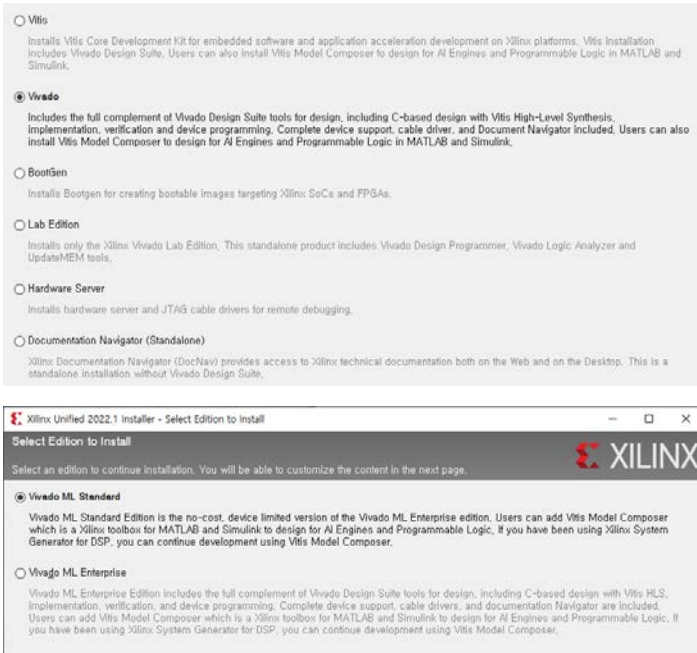 Vitis
Installs Vitis Core Development Kit for embedded software and application acceleration development on Xilinx platforms. Vitis installation
includes Vivado Design Suite. Users can also install Vitis Model Composer to design for AI Engines and Programmable Logic in MATLAB and
Simulink.
Vivado
Includes the full complement of Vivado Design Suite tools for design, including C-based design with Vitis High-Level Synthesis,
implementation, verification and device programming. Complete device support, cable driver, and Document Navigator included. Users can also
install Vitis Model Composer to design for AI Engines and Programmable Logic in MATLAB and Simulink.
BootGen
Installs Bootgen for creating bootable images targeting Xilinx SoCs and FPGAs.
Lab Edition
Installs only the Xilinx Vivado Lab Edition. This standalone product includes Vivado Design Programmer, Vivado Logic Analyzer and
UpdateMEM tools.
Hardware Server
Installs hardware server and JTAG cable drivers for remote debugging.
Documentation Navigator (Standalone)
Xilinx Documentation Navigator (DocNav) provides access to Xilinx technical documentation both on the Web and on the Desktop. This is a
standalone installation without Vivado Design Suite.
Xilinx Unified 2022.1 Installer - Select Edition to Install
Select Edition to Install
XILINX
Select an edition to continue installation. You will be able to customize the content in the next page.
Vivado ML Standard
Vivado ML Standard Edition is the no-cost, device limited version of the Vivado ML Enterprise edition. Users can add Vitis Model Composer
which is a Xilinx toolbox for MATLAB and Simulink to design for AI Engines and Programmable Logic. If you have been using Xilinx System
Generator for DSP, you can continue development using Vitis Model Composer.
Vivado ML Enterprise
Vivado ML Enterprise Edition includes the full complement of Vivado Design Suite tools for design, including C-based design with Vitis HLS,
implementation, verification, and device programming. Complete device support, cable drivers, and documentation Navigator are included.
Users can add Vitis Model Composer which is a Xilinx toolbox for MATLAB and Simulink to design for AI Engines and Programmable Logic. If
you have been using Xilinx System Generator for DSP, you can continue development using Vitis Model Composer.